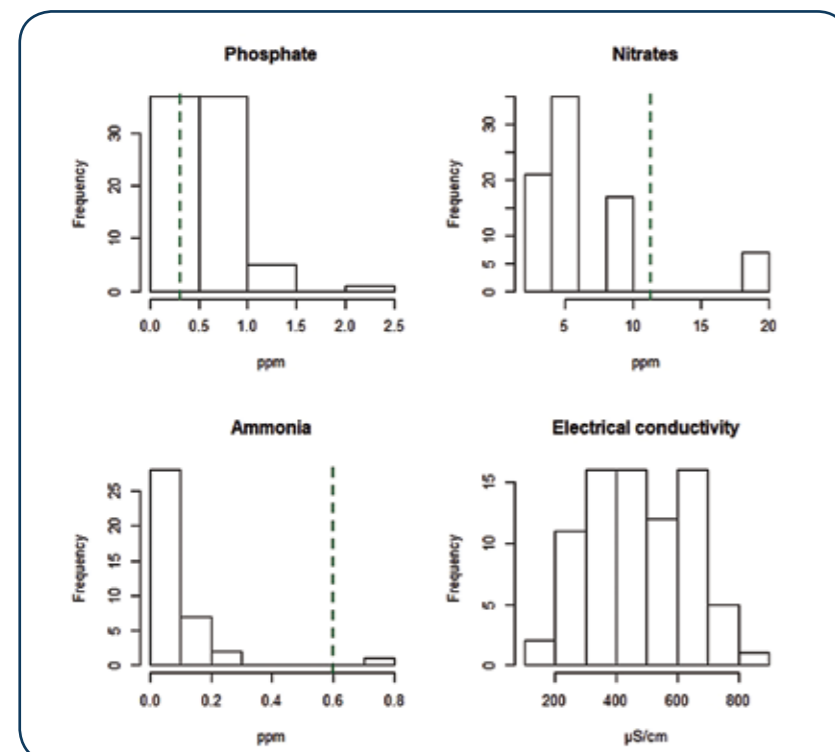 Phosphate
Frequency
0
10
20
30
0.0 0.5 1.0 1.5 2.0 2.5
ppm
Nitrates
Frequency
0
5
10
20
30
5 10 15 20
ppm
Ammonia
Frequency
0
5
10
15
20
25
0.0 0.2 0.4 0.6 0.8
ppm
Electrical conductivity
Frequency
0
5
10
15
200 400 600 800
µS/cm